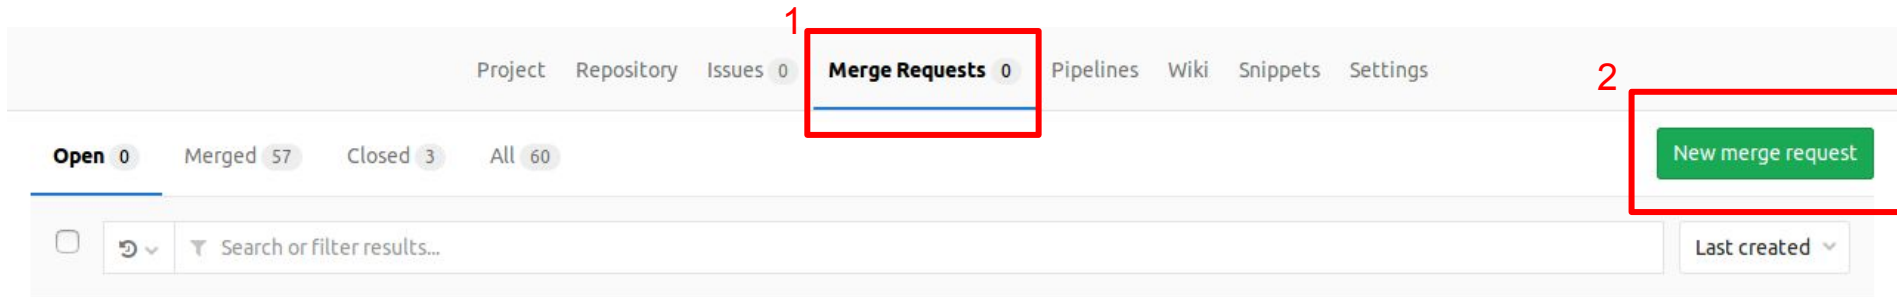 1
Project Repository Issues 0 Merge Requests 0 Pipelines Wiki Snippets Settings
2
Open 0 Merged 57 Closed 3 All 60 New merge request
Search or filter results... Last created